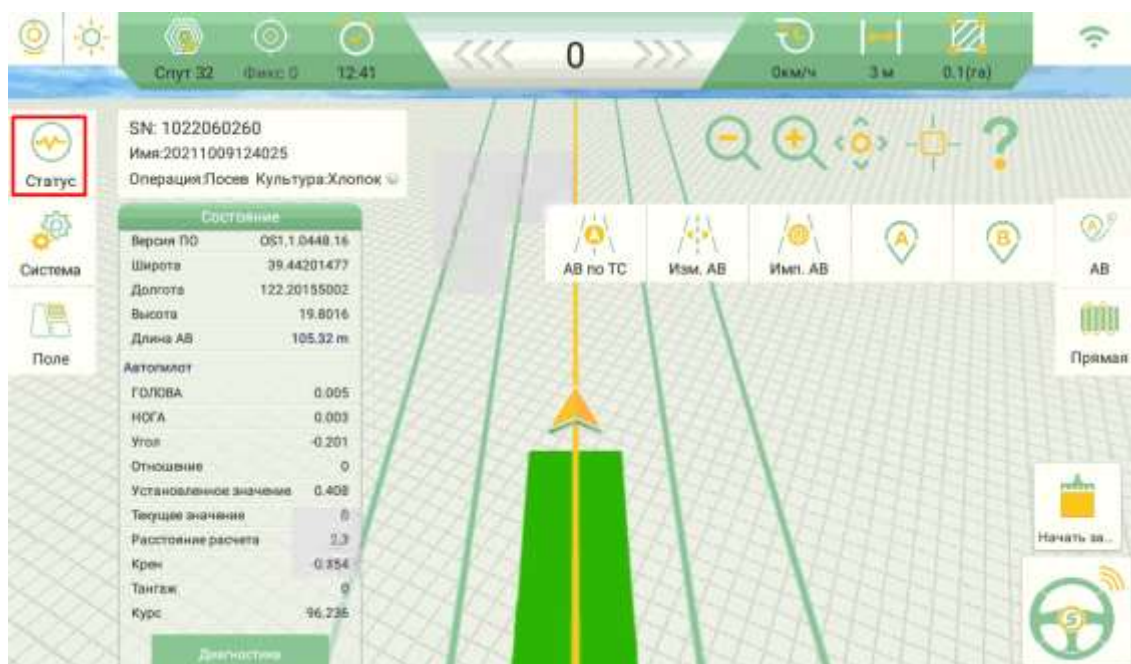 Спут 32
Фикс 0
12:41
0
0км/ч
3 м
0.1(га)
SN: 1022060260
Имя:20211009124025
Операция:Посев Культура:Хлопок
Статус
Система
Поле
Состояние
Версия ПО OS1.1.0448.16
Широта 39.44201477
Долгота 122.20155002
Высота 19.8016
Длина АВ 105.32 m
Автопилот
ГОЛОВА 0.005
НОГА 0.003
Угол -0.201
Отношение 0
Установленное значение 0.408
Текущее значение 0
Расстояние расчета 2.3
Крен -0.854
Тангаж 0
Курс 96.236
Диагностика
АВ по ТС
Изм. АВ
Имп. АВ
A
B
АВ
Прямая
Начать за...
S